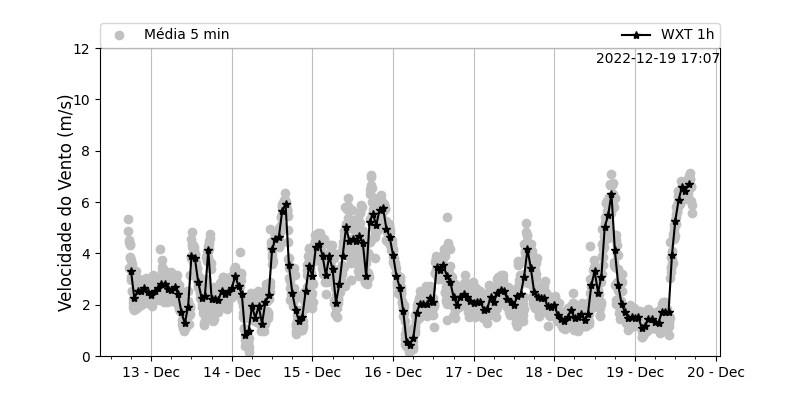 Média 5 min
WXT 1h
2022-12-19 17:07
Velocidade do Vento (m/s)
12
10
8
6
4
2
0
13 - Dec
14 - Dec
15 - Dec
16 - Dec
17 - Dec
18 - Dec
19 - Dec
20 - Dec